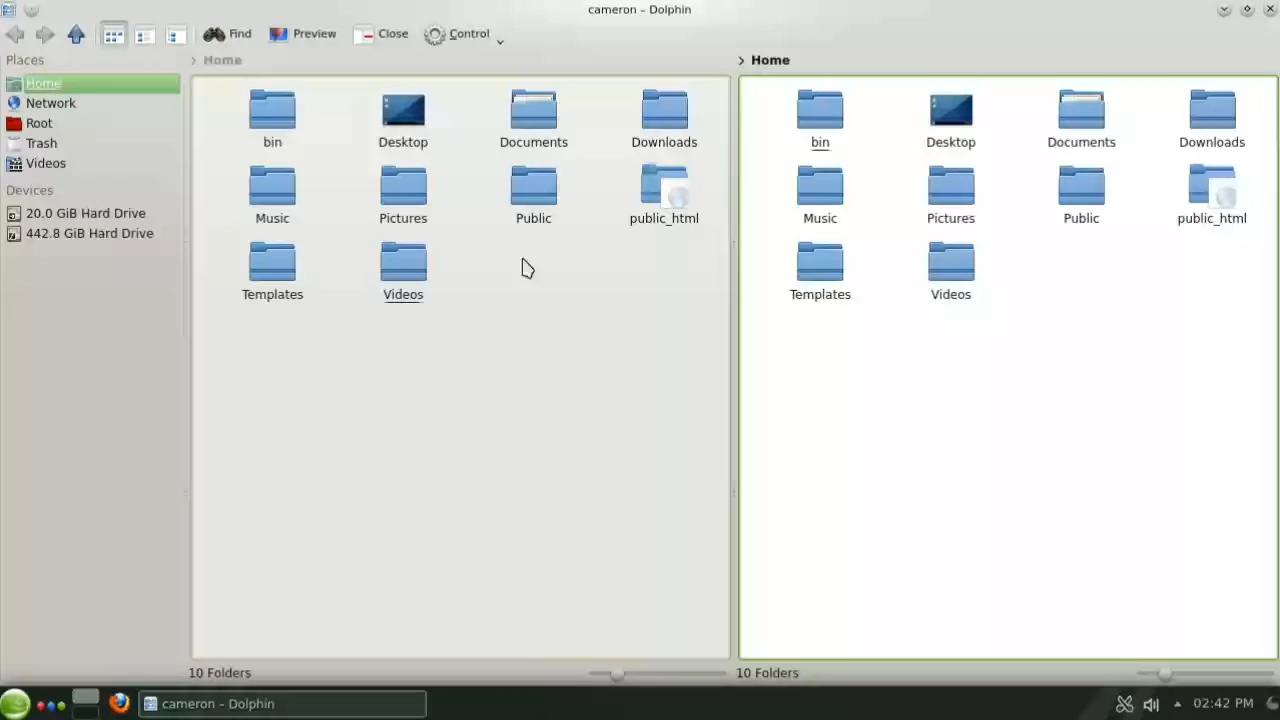 cameron – Dolphin
Find Preview Close Control
Places
Home
Network
Root
Trash
Videos
Devices
20.0 GiB Hard Drive
442.8 GiB Hard Drive
> Home
bin Desktop Documents Downloads
Music Pictures Public public_html
Templates Videos
10 Folders
> Home
bin Desktop Documents Downloads
Music Pictures Public public_html
Templates Videos
10 Folders
cameron – Dolphin
02:42 PM